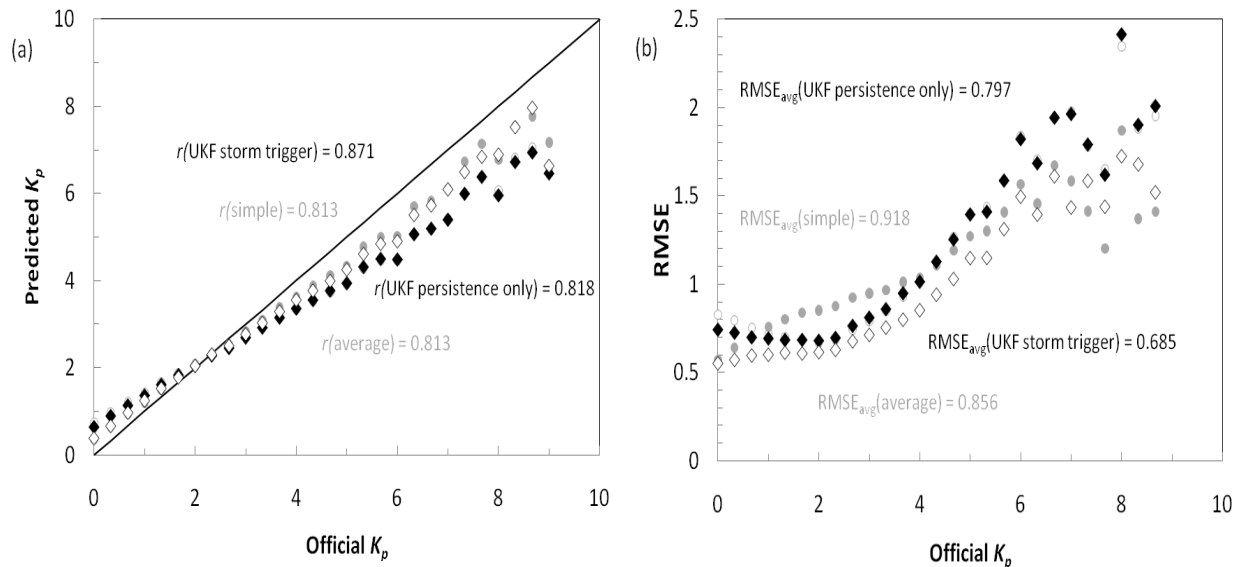 (a)
10
8
6
4
2
0
Predicted Kp
r(UKF storm trigger) = 0.871
r(simple) = 0.813
r(UKF persistence only) = 0.818
r(average) = 0.813
0 2 4 6 8 10
Official Kp
(b)
2.5
2
1.5
1
0.5
0
RMSE
RMSEavg(UKF persistence only) = 0.797
RMSEavg(simple) = 0.918
RMSEavg(UKF storm trigger) = 0.685
RMSEavg(average) = 0.856
0 2 4 6 8 10
Official Kp